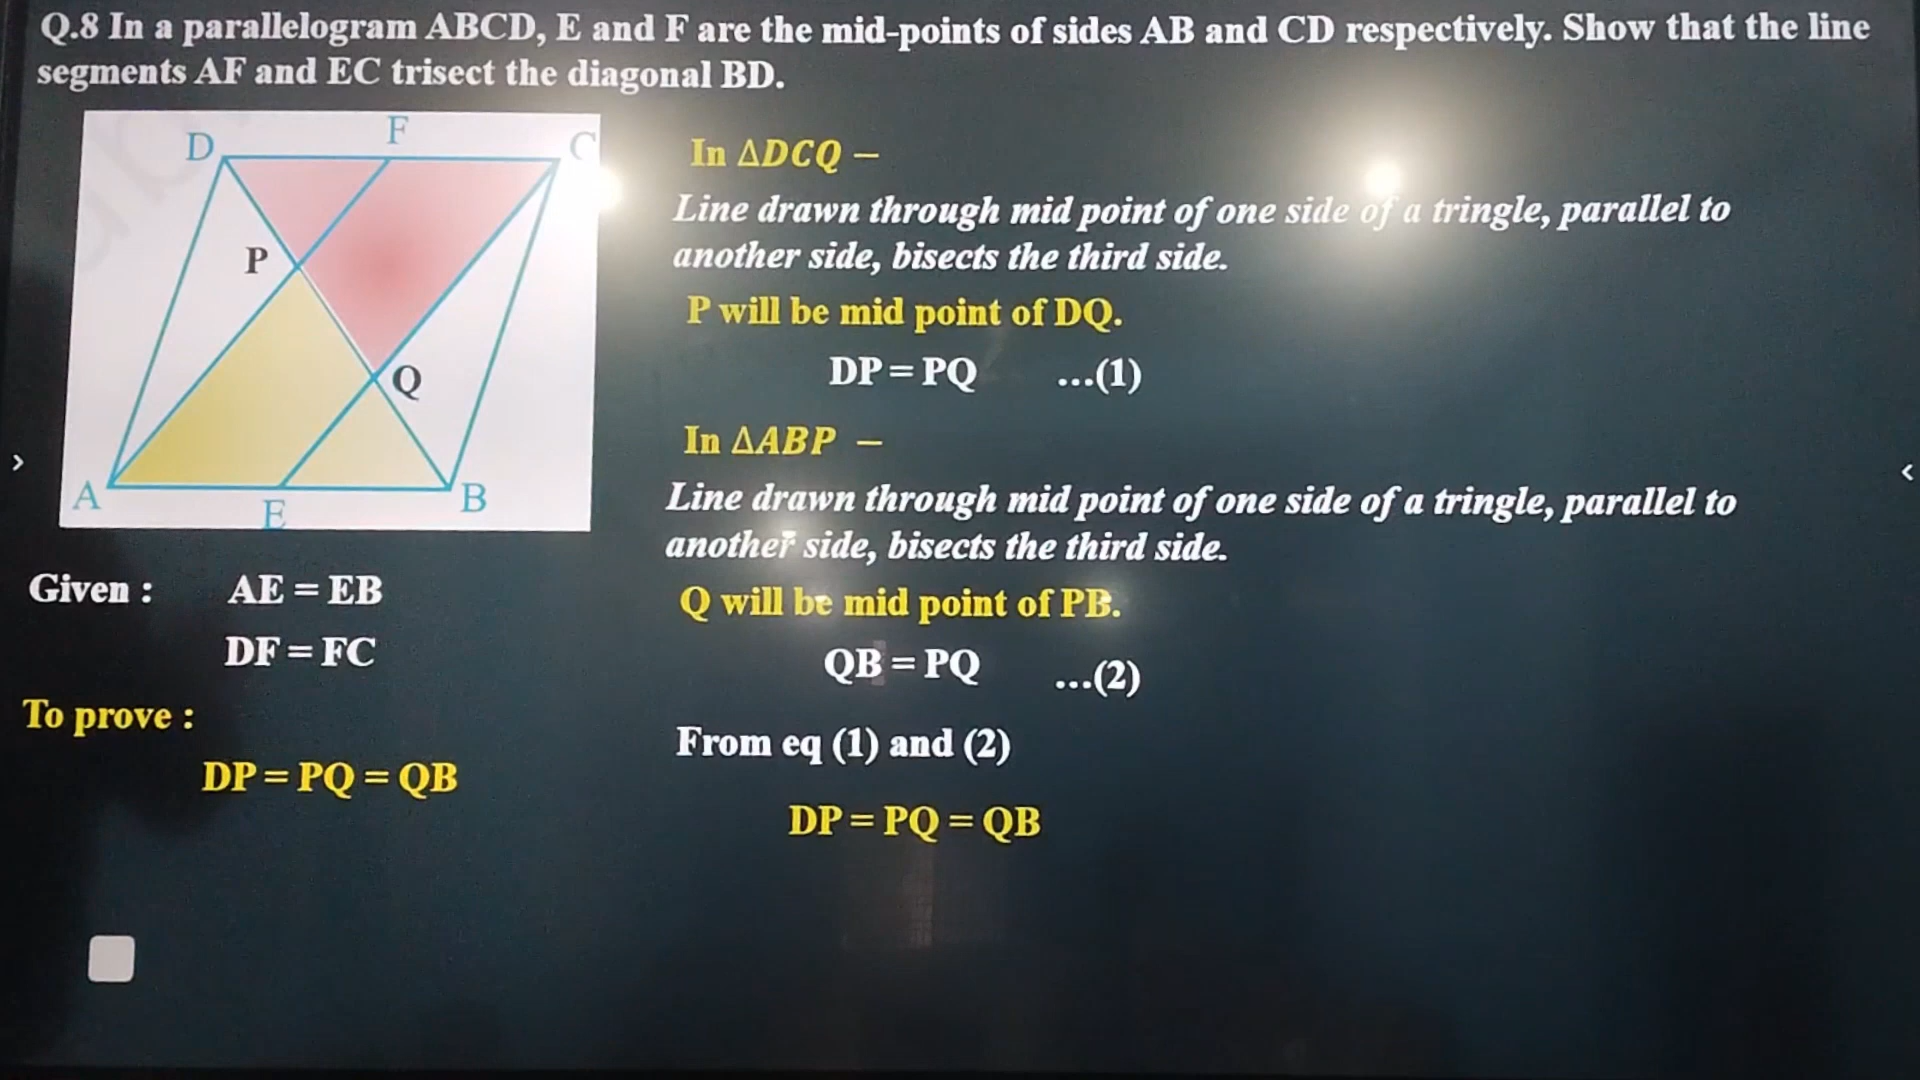 Q.8 In a parallelogram ABCD, E and F are the mid-points of sides AB and CD respectively. Show that the line
segments AF and EC trisect the diagonal BD.
D
F
C
P
Q
A
E
B
Given : AE = EB
DF = FC
To prove :
DP = PQ = QB
In ΔDCQ –
Line drawn through mid point of one side of a tringle, parallel to
another side, bisects the third side.
P will be mid point of DQ.
DP = PQ ...(1)
In ΔABP –
Line drawn through mid point of one side of a tringle, parallel to
another side, bisects the third side.
Q will be mid point of PB.
QB = PQ ...(2)
From eq (1) and (2)
DP = PQ = QB